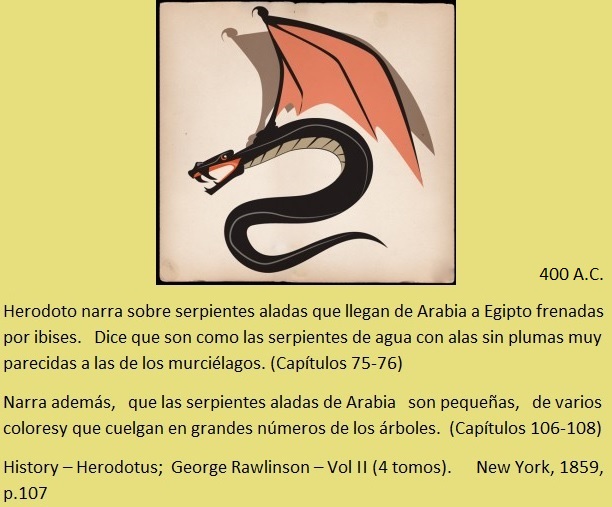 400 A.C.
Herodoto narra sobre serpientes aladas que llegan de Arabia a Egipto frenadas
por ibises. Dice que son como las serpientes de agua con alas sin plumas muy
parecidas a las de los murciélagos. (Capítulos 75-76)
Narra además, que las serpientes aladas de Arabia son pequeñas, de varios
coloresy que cuelgan en grandes números de los árboles. (Capítulos 106-108)
History – Herodotus; George Rawlinson – Vol II (4 tomos). New York, 1859,
p.107